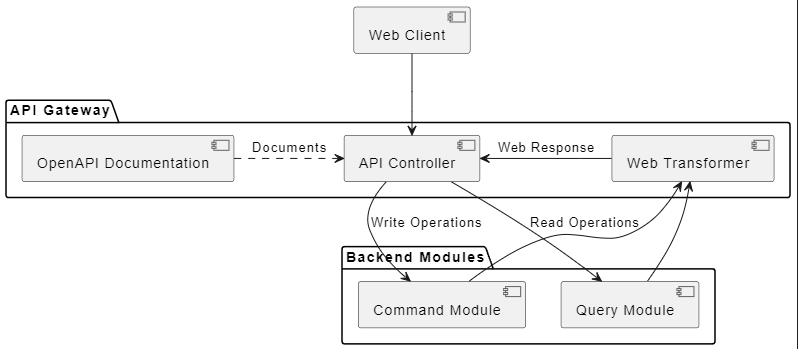 Web Client
API Gateway
OpenAPI Documentation
Documents
API Controller
Web Response
Web Transformer
Write Operations
Read Operations
Backend Modules
Command Module
Query Module